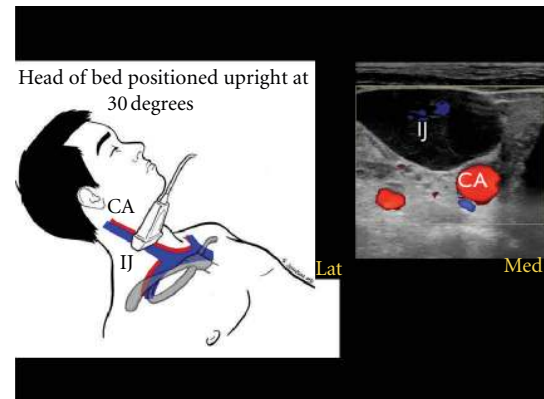 Head of bed positioned upright at
30 degrees
CA
IJ
IJ
CA
Lat
Med